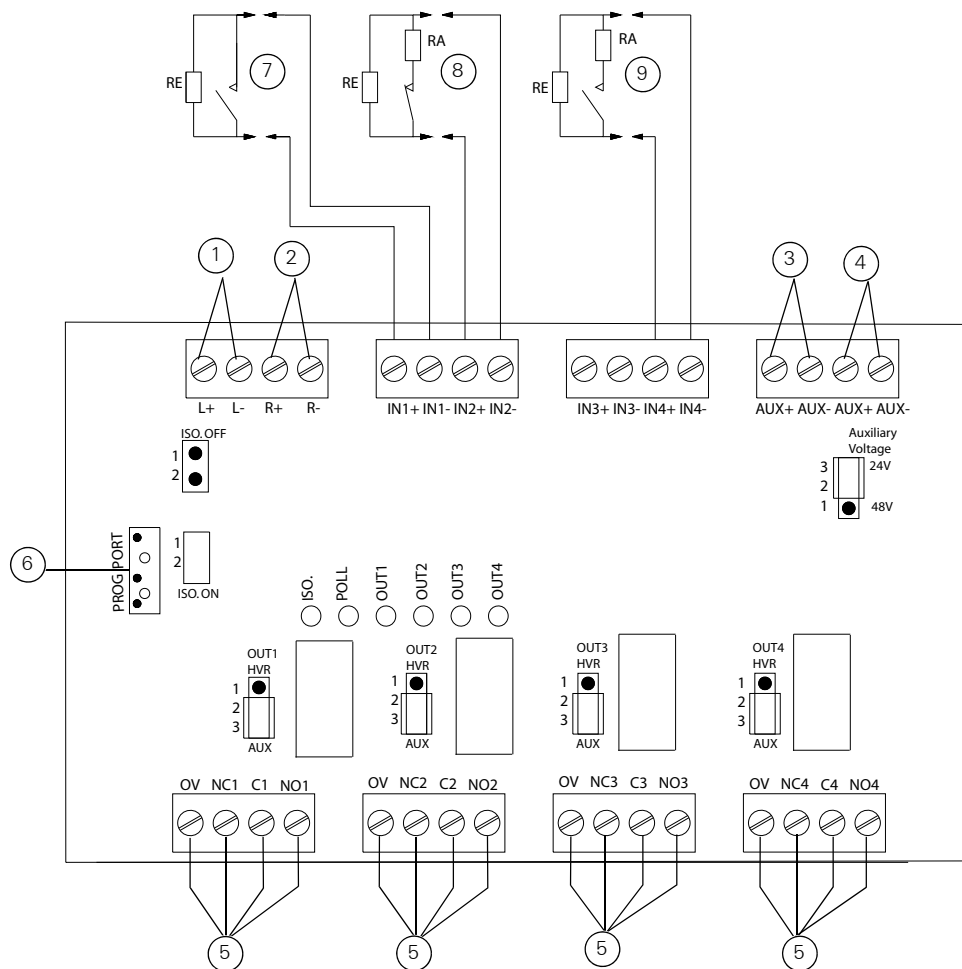 7 8 9
RA RA
RE RE RE
1 2 3 4
L+ L- R+ R-
IN1+ IN1- IN2+ IN2-
IN3+ IN3- IN4+ IN4-
AUX+ AUX- AUX+ AUX-
ISO. OFF
1
2
Auxiliary
Voltage
3 24V
2
1 48V
6
PROG PORT
1
2
ISO. ON
ISO. POLL OUT1 OUT2 OUT3 OUT4
OUT1
HVR
1
2
3
AUX
OUT2
HVR
1
2
3
AUX
OUT3
HVR
1
2
3
AUX
OUT4
HVR
1
2
3
AUX
OV NC1 C1 NO1
OV NC2 C2 NO2
OV NC3 C3 NO3
OV NC4 C4 NO4
5 5 5 5